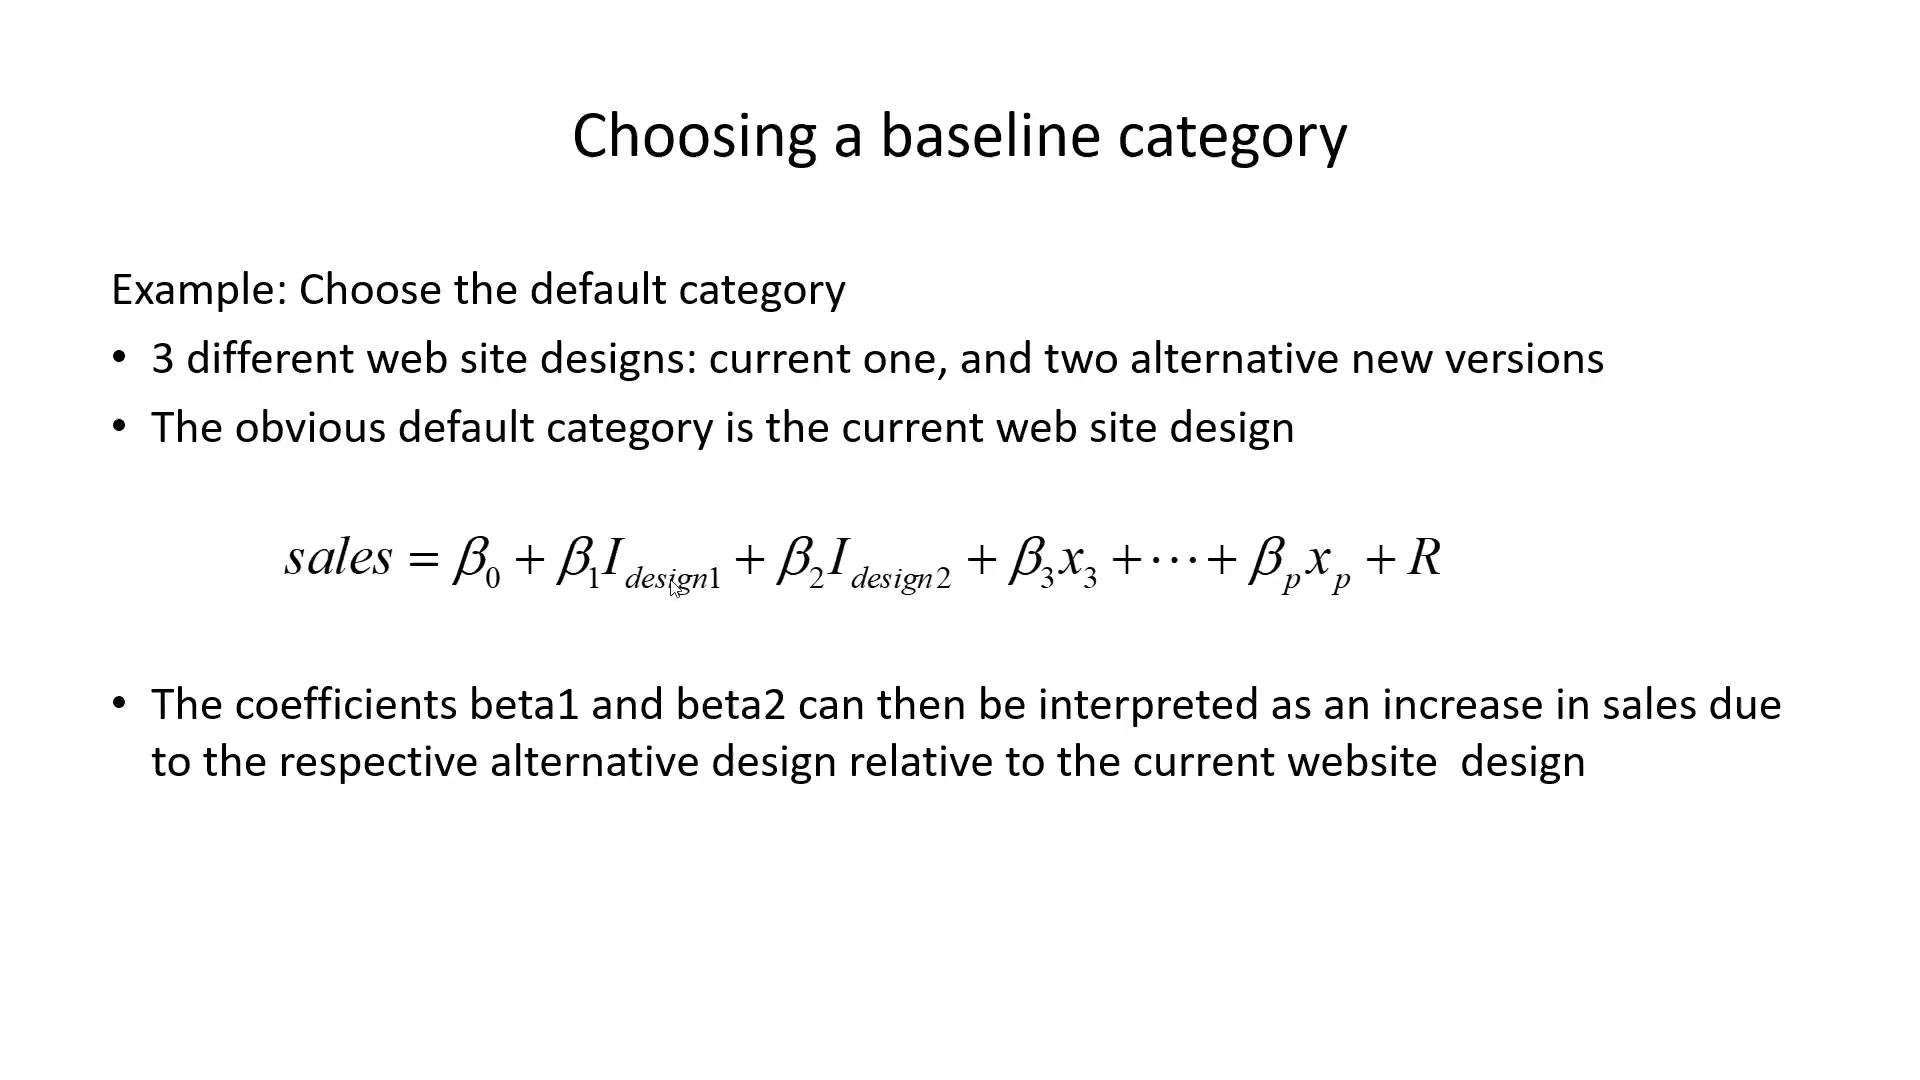 Choosing a baseline category
Example: Choose the default category
• 3 different web site designs: current one, and two alternative new versions
• The obvious default category is the current web site design
sales = β₀ + β₁I_design1 + β₂I_design2 + β₃x₃ + ⋯ + βₚxₚ + R
• The coefficients beta1 and beta2 can then be interpreted as an increase in sales due
to the respective alternative design relative to the current website  design